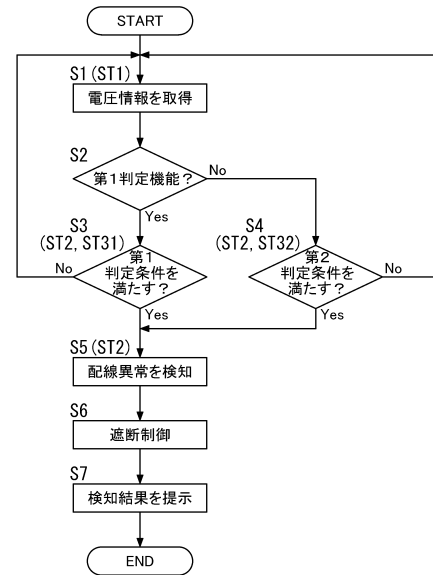 START
S1(ST1)
電圧情報を取得
S2
第1判定機能？
No
Yes
S3
(ST2, ST31)
第1
判定条件を
満たす？
No
Yes
S4
(ST2, ST32)
第2
判定条件を
満たす？
No
Yes
S5(ST2)
配線異常を検知
S6
遮断制御
S7
検知結果を提示
END